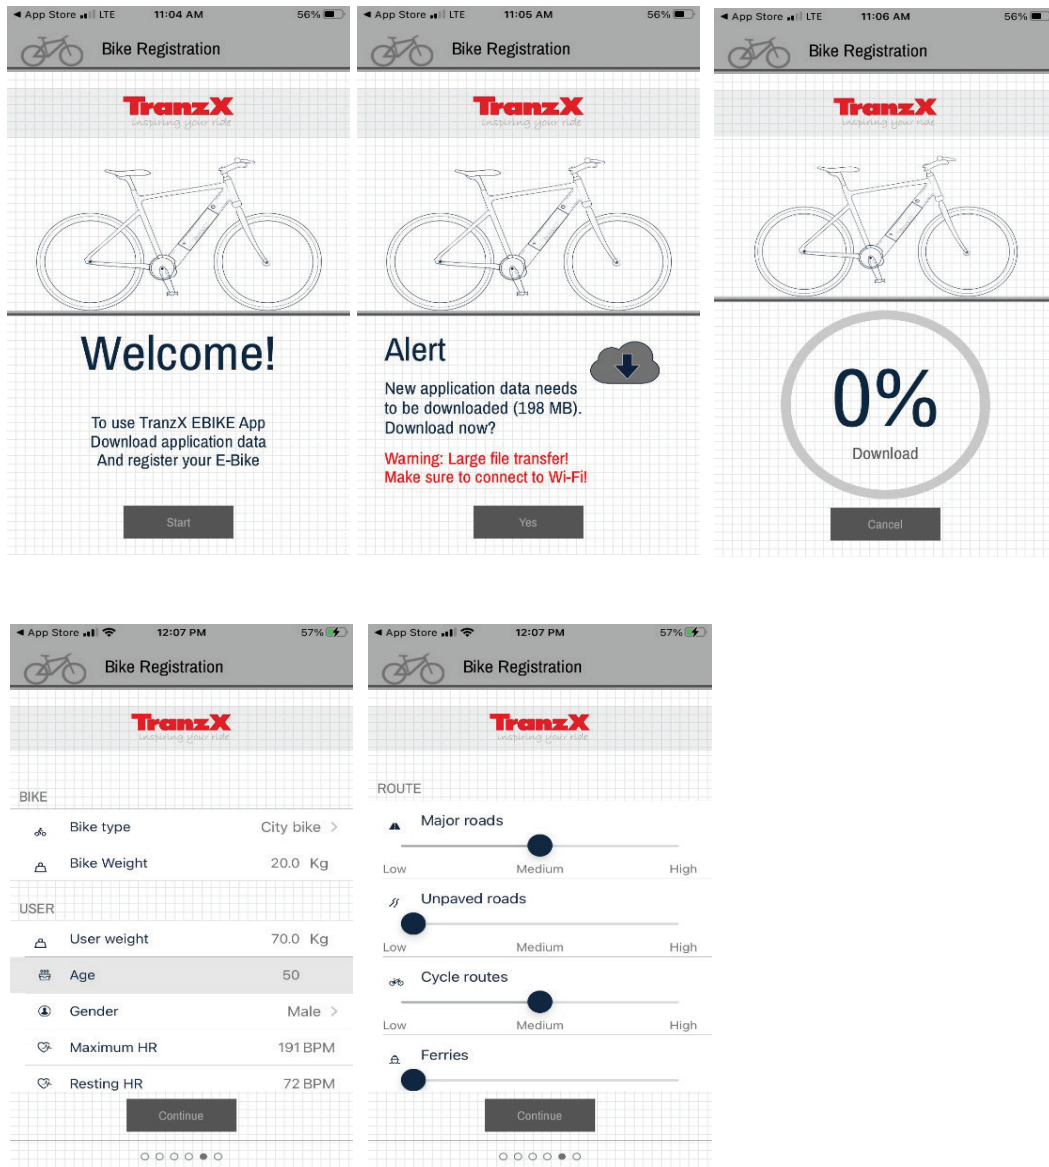 ◄ App Store LTE 11:04 AM 56%
Bike Registration
TranzX
inspiring your ride
Welcome!
To use TranzX EBIKE App
Download application data
And register your E-Bike
Start
◄ App Store LTE 11:05 AM 56%
Bike Registration
TranzX
inspiring your ride
Alert
New application data needs
to be downloaded (198 MB).
Download now?
Warning: Large file transfer!
Make sure to connect to Wi-Fi!
Yes
◄ App Store LTE 11:06 AM 56%
Bike Registration
TranzX
inspiring your ride
0%
Download
Cancel
◄ App Store 12:07 PM 57%
Bike Registration
TranzX
inspiring your ride
BIKE
Bike type City bike >
Bike Weight 20.0 Kg
USER
User weight 70.0 Kg
Age 50
Gender Male >
Maximum HR 191 BPM
Resting HR 72 BPM
Continue
◄ App Store 12:07 PM 57%
Bike Registration
TranzX
inspiring your ride
ROUTE
Major roads
Low Medium High
Unpaved roads
Low Medium High
Cycle routes
Low Medium High
Ferries
Continue